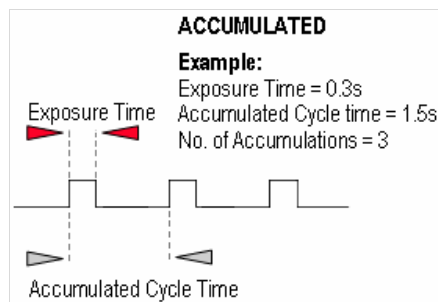 ACCUMULATED
Example:
Exposure Time = 0.3s
Accumulated Cycle time = 1.5s
No. of Accumulations = 3
Exposure Time
Accumulated Cycle Time